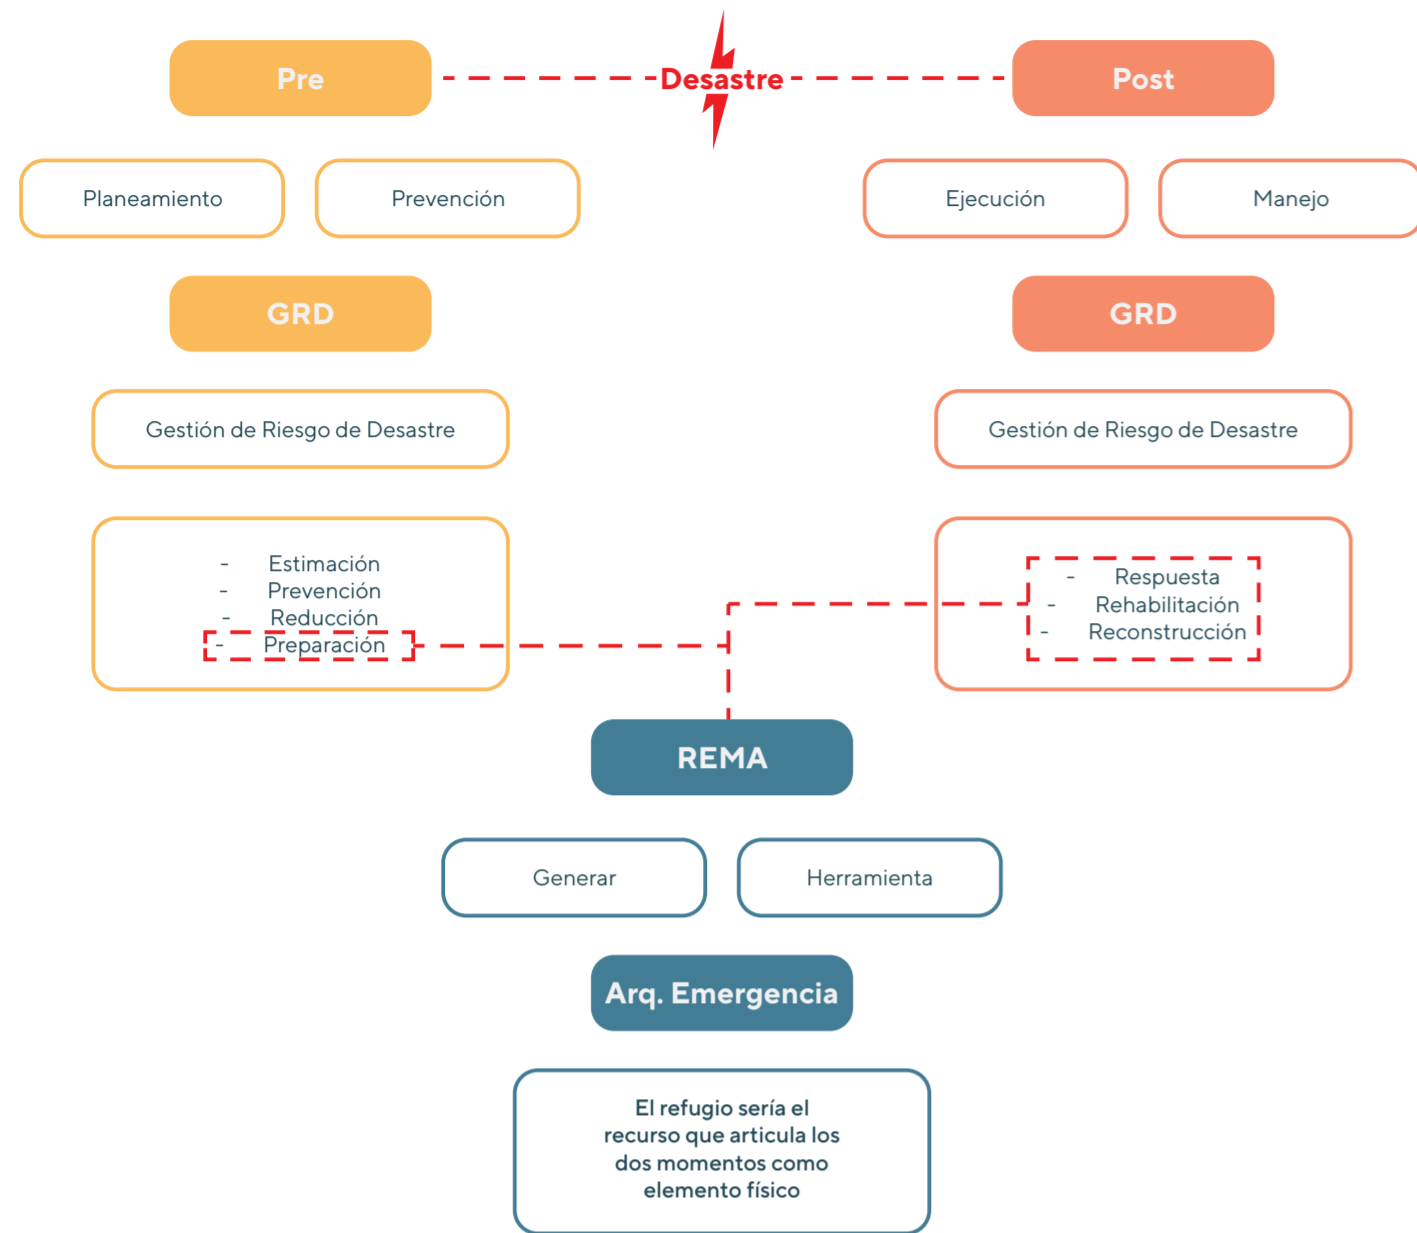 Pre
Desastre
Post
Planeamiento
Prevención
Ejecución
Manejo
GRD
GRD
Gestión de Riesgo de Desastre
Gestión de Riesgo de Desastre
- Estimación
- Prevención
- Reducción
- Preparación
- Respuesta
- Rehabilitación
- Reconstrucción
REMA
Generar
Herramienta
Arq. Emergencia
El refugio sería el
recurso que articula los
dos momentos como
elemento físico